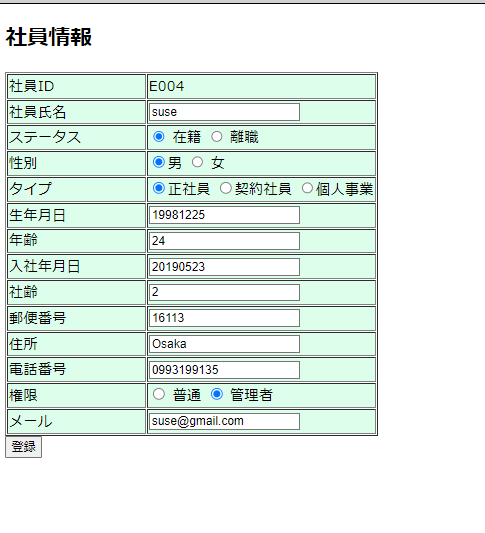 社員情報
社員ID E004
社員氏名 suse
ステータス 在籍 離職
性別 男 女
タイプ 正社員 契約社員 個人事業
生年月日 19981225
年齢 24
入社年月日 20190523
社齢 2
郵便番号 16113
住所 Osaka
電話番号 0993199135
権限 普通 管理者
メール suse@gmail.com
登録